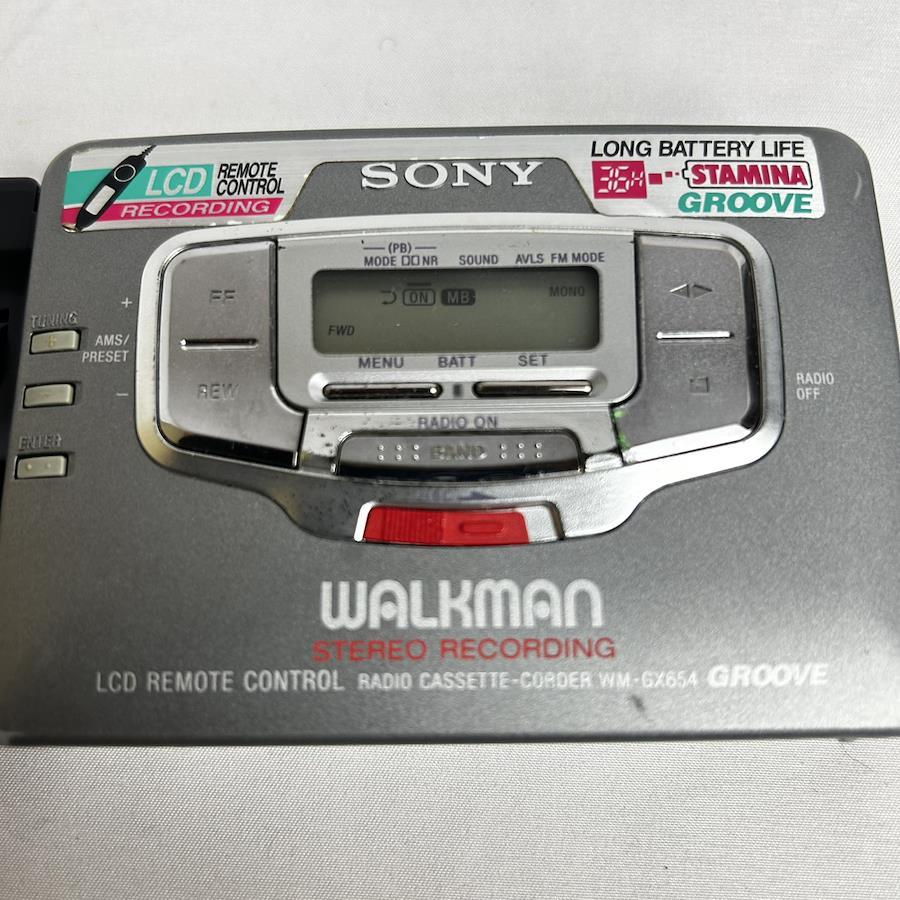 SONY
LCD REMOTE CONTROL
RECORDING
LONG BATTERY LIFE
36H STAMINA
GROOVE
(PB)
MODE NR SOUND AVLS FM MODE
ON MB MONO
FWD
MENU BATT SET
FF
REW
TUNING
+
AMS/
PRESET
-
ENTER
RADIO
OFF
RADIO ON
BAND
WALKMAN
STEREO RECORDING
LCD REMOTE CONTROL RADIO CASSETTE-CORDER WM-GX654 GROOVE